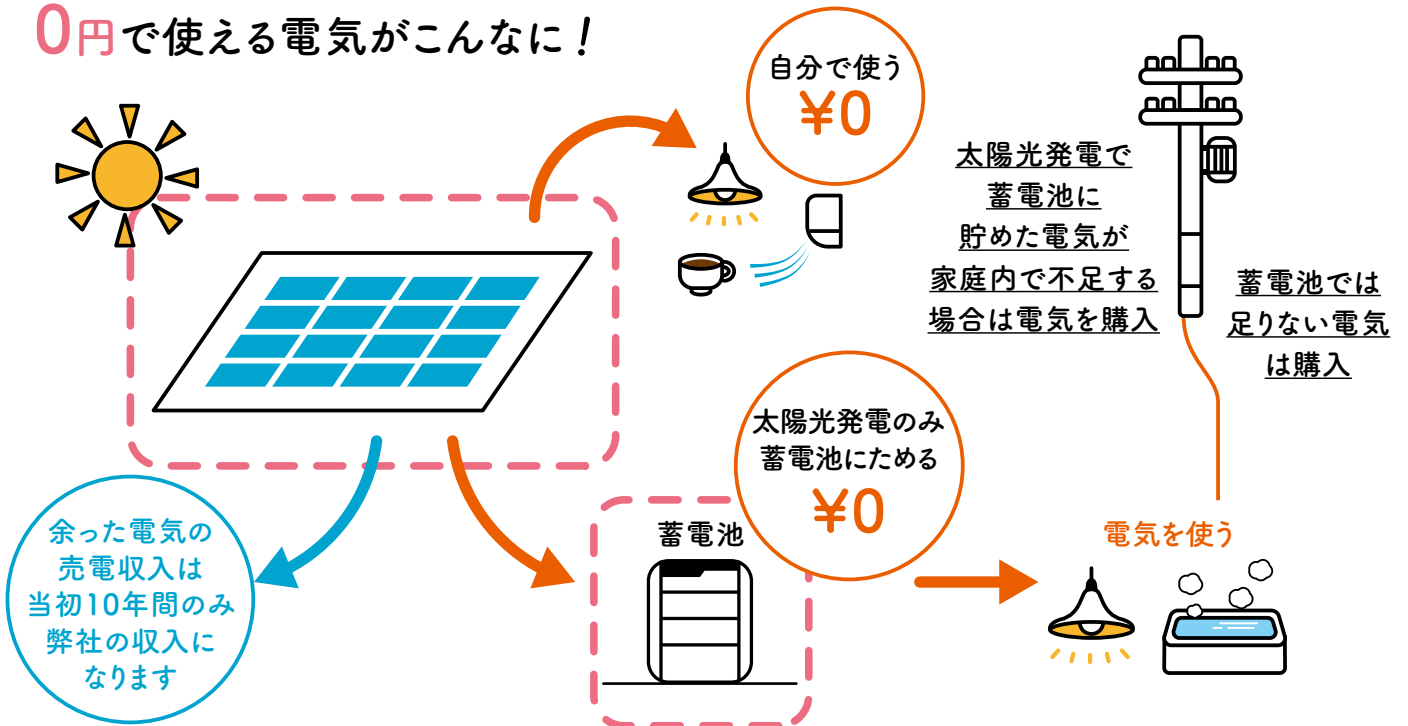 0円で使える電気がこんなに！
自分で使う
¥0
太陽光発電で
蓄電池に
貯めた電気が
家庭内で不足する
場合は電気を購入
蓄電池では
足りない電気
は購入
太陽光発電のみ
蓄電池にためる
¥0
余った電気の
売電収入は
当初10年間のみ
弊社の収入に
なります
蓄電池
電気を使う